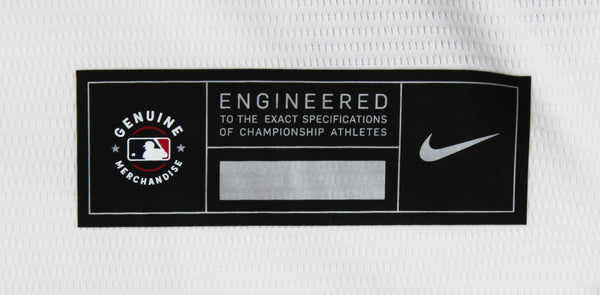 GENUINE
MERCHANDISE
ENGINEERED
TO THE EXACT SPECIFICATIONS
OF CHAMPIONSHIP ATHLETES